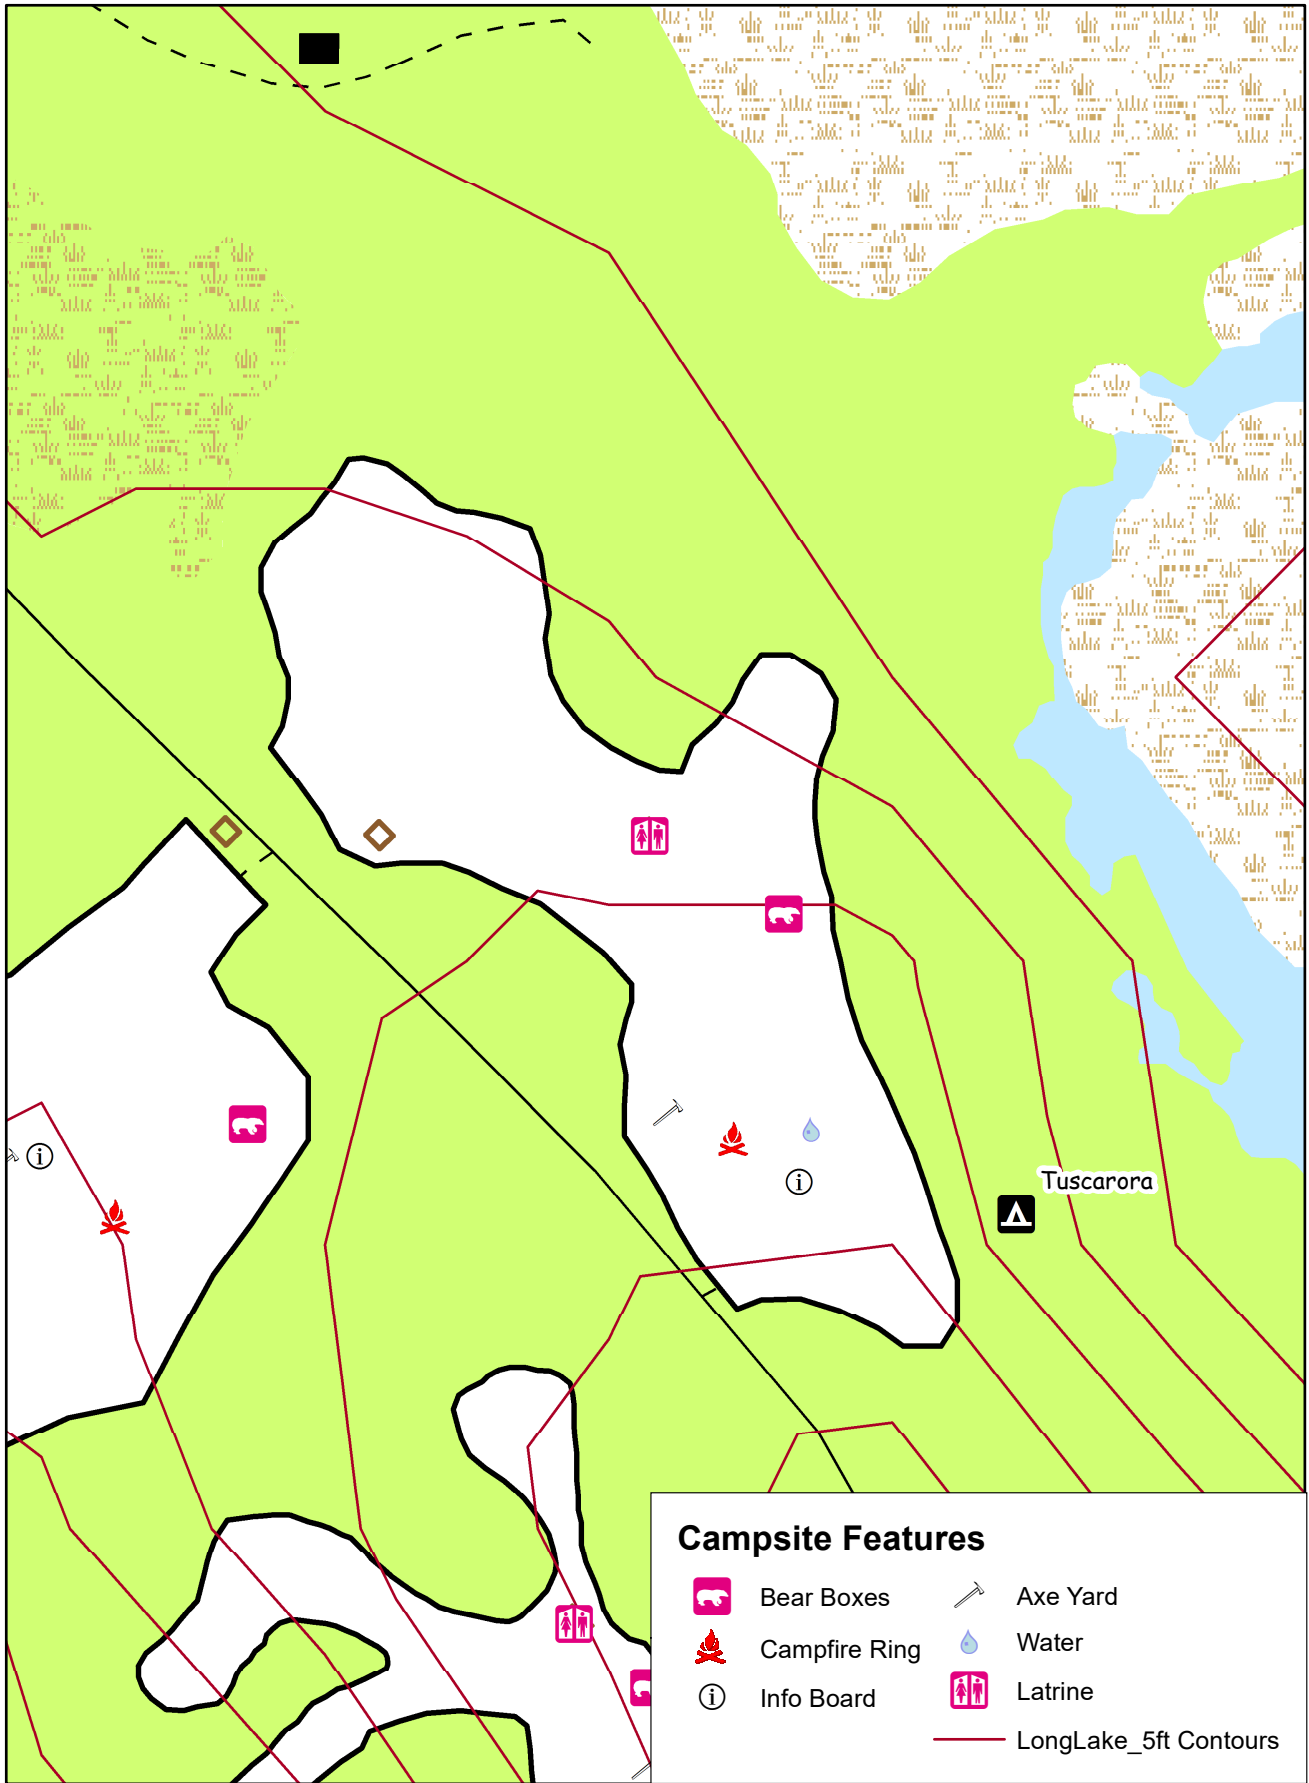 Tuscarora
Campsite Features
Bear Boxes
Axe Yard
Campfire Ring
Water
Info Board
Latrine
LongLake_5ft Contours